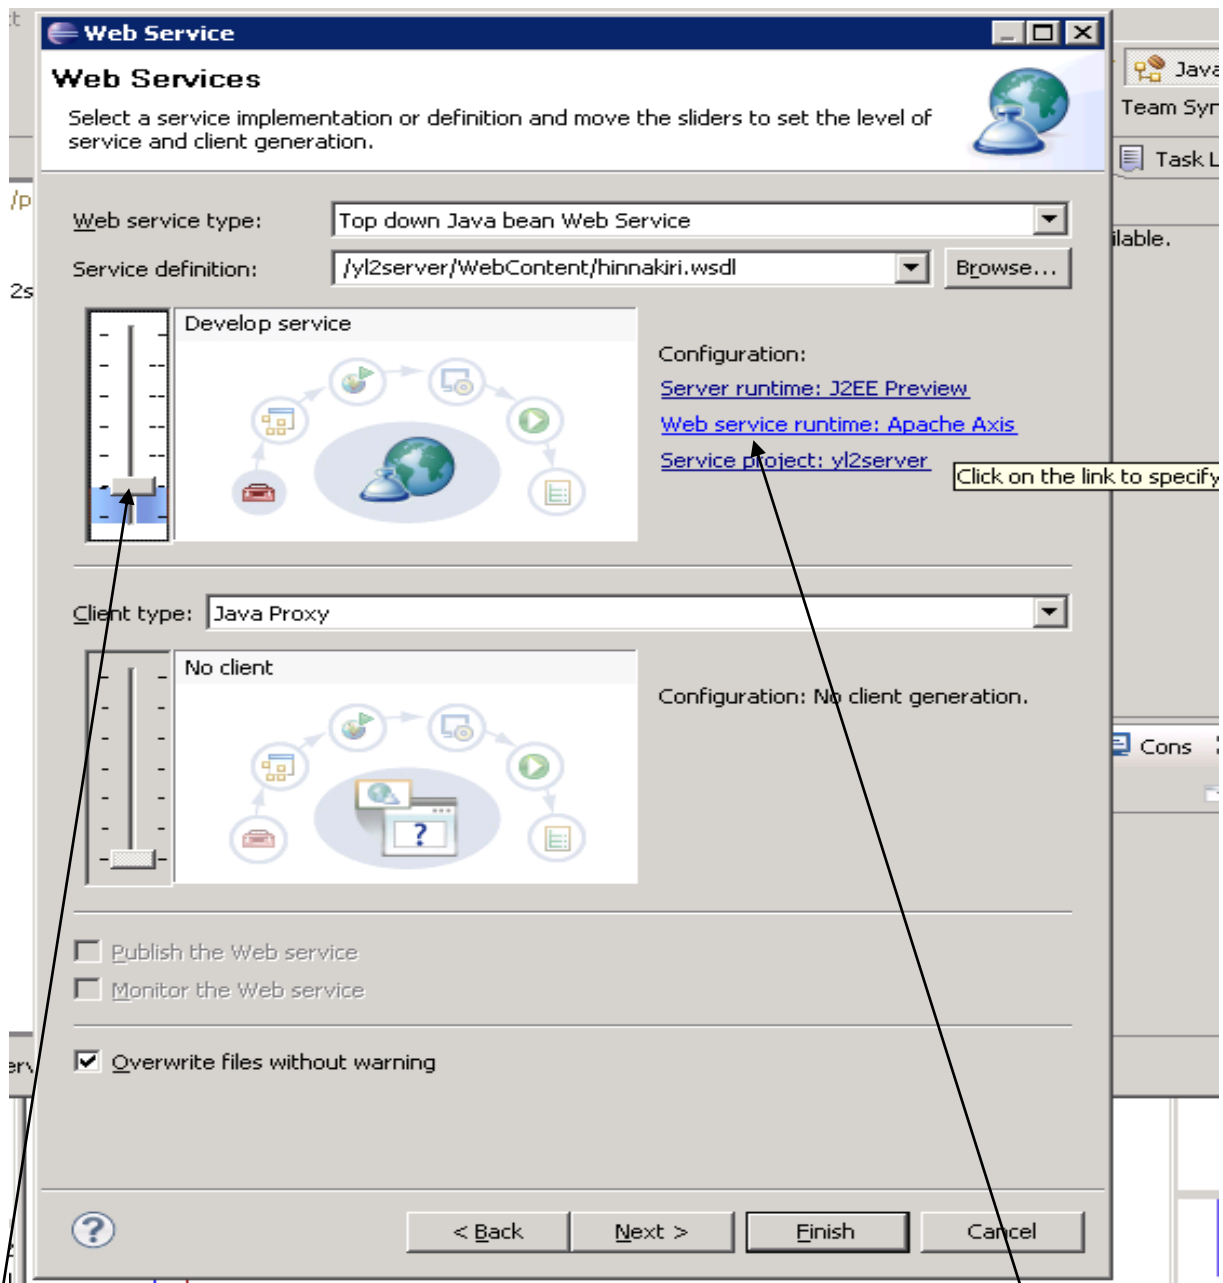 Web Service
Web Services
Select a service implementation or definition and move the sliders to set the level of
service and client generation.
Java
Team Syn
Task L
/p
Web service type:
Top down Java bean Web Service
ilable.
Service definition:
/yl2server/WebContent/hinnakiri.wsdl
Browse...
2s
Develop service
Configuration:
Server runtime: J2EE Preview
Web service runtime: Apache Axis
Service project: yl2server
Click on the link to specify
Client type:
Java Proxy
No client
Configuration: No client generation.
?
Cons
Publish the Web service
Monitor the Web service
Overwrite files without warning
erv
?
< Back
Next >
Finish
Cancel